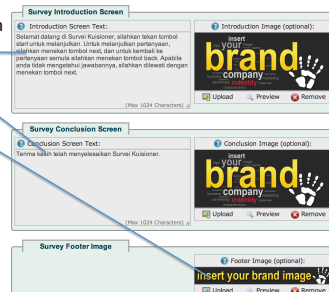 Survey Introduction Screen
Introduction Screen Text:
Introduction Image (optional):
Selamat datang di Survei Kuisioner, silahkan tekan tombol
start untuk melanjutkan. Untuk melanjutkan pertanyaan,
silahkan menekan tombol next, dan untuk kembali ke
pertanyaan semula silahkan menekan tombol back. Apabila
anda tidak mengetahui jawabannya, silahkan dilewati dengan
menekan tombol next.
[Max 1024 Characters]
insert
your
brand
company
advertising identity
Upload Preview Remove
Survey Conclusion Screen
Conclusion Screen Text:
Conclusion Image (optional):
Terima kasih telah menyelesaikan Survei Kuisioner.
[Max 1024 Characters]
insert
your
brand
company
advertising identity
Upload Preview Remove
Survey Footer Image
Footer Image (optional):
insert your brand image
Upload Preview Remove